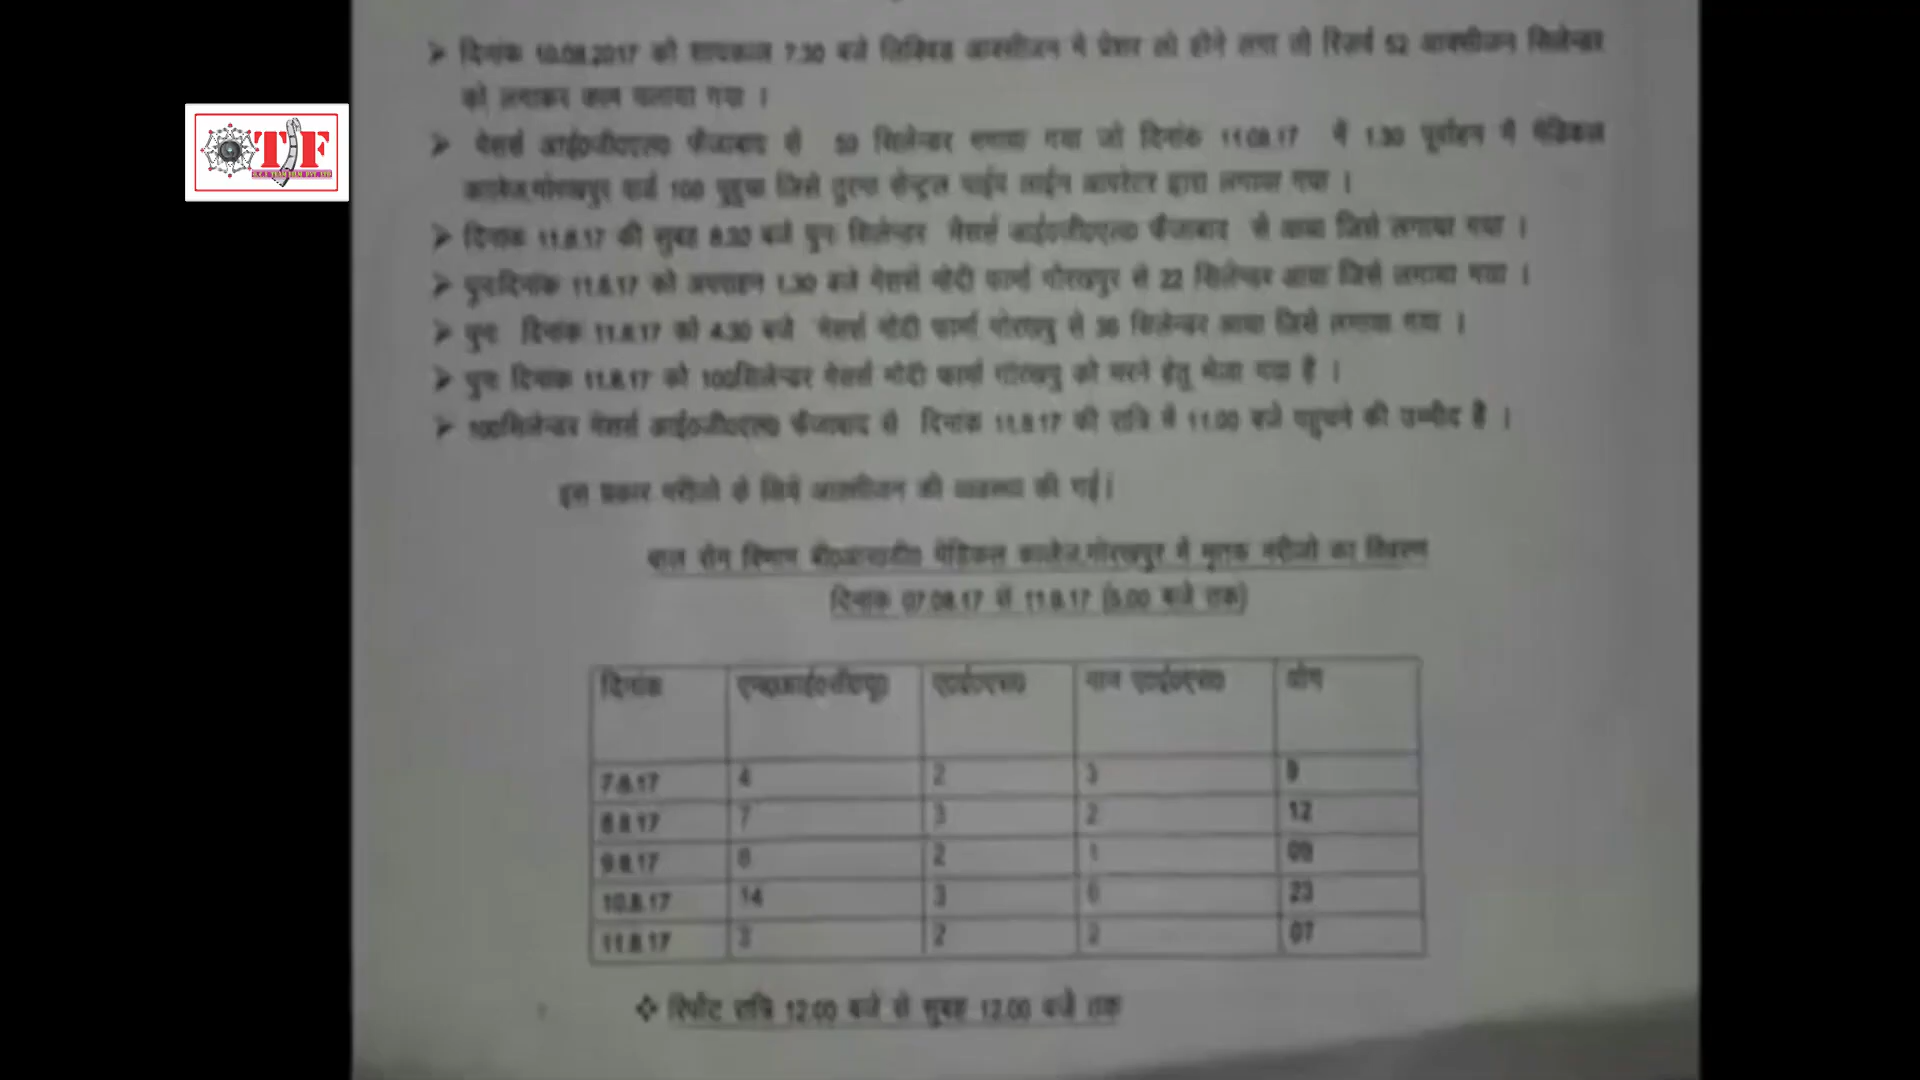 TJF
➢ दिनांक 10.08.2017 को सायंकाल 7:30 बजे लिक्विड आक्सीजन में प्रेशर लो होने लगा तो रिजर्व 52 आक्सीजन सिलेन्डर
को लगाकर काम चलाया गया ।
➢ मेसर्स आई०जी०एल० फैजाबाद से 50 सिलेन्डर मगाया गया जो दिनांक 11.08.17 में 1.30 पूर्वाहन में मेडिकल
कालेज,गोरखपुर वार्ड 100 पहुचा जिसे तुरन्त सेन्ट्रल पाईप लाईन आपरेटर द्वारा लगाया गया ।
➢ दिनांक 11.8.17 की सुबह 8:30 बजे पुनः सिलेन्डर मेसर्स आई०जी०एल० फैजाबाद से आया जिसे लगाया गया ।
➢ पुनःदिनांक 11.8.17 को अपराहन 1.30 बजे मेसर्स मोदी फार्मा गोरखपुर से 22 सिलेन्डर आया जिसे लगाया गया ।
➢ पुनः दिनांक 11.8.17 को 4:30 बजे मेसर्स मोदी फार्मा गोरखपु से 36 सिलेन्डर आया जिसे लगाया गया ।
➢ पुनः दिनांक 11.8.17 को 100सिलेन्डर मेसर्स मोदी फार्मा गोरखपु को भरने हेतु भेजा गया है ।
➢ 100सिलेन्डर मेसर्स आई०जी०एल० फैजाबाद से दिनांक 11.8.17 की रात्रि में 11.00 बजे पहुचने की उम्मीद है ।
इस प्रकार मरीजो के लिये आक्सीजन की व्यवस्था की गई।
बाल रोग विभाग बी०आर०डी० मेडिकल कालेज,गोरखपुर में मृतक मरीजो का विवरण
दिनांक 07.08.17 से 11.8.17 (5:00 बजे तक)
दिनांक एन०आई०सी०यू० ए०ई०एस० नान ए०ई०एस० योग
7.8.17 4 2 3 9
8.8.17 7 3 2 12
9.8.17 6 2 1 09
10.8.17 14 3 6 23
11.8.17 3 2 2 07
❖ रिर्पोट रात्रि 12:00 बजे से सुबह 12.00 बजे तक